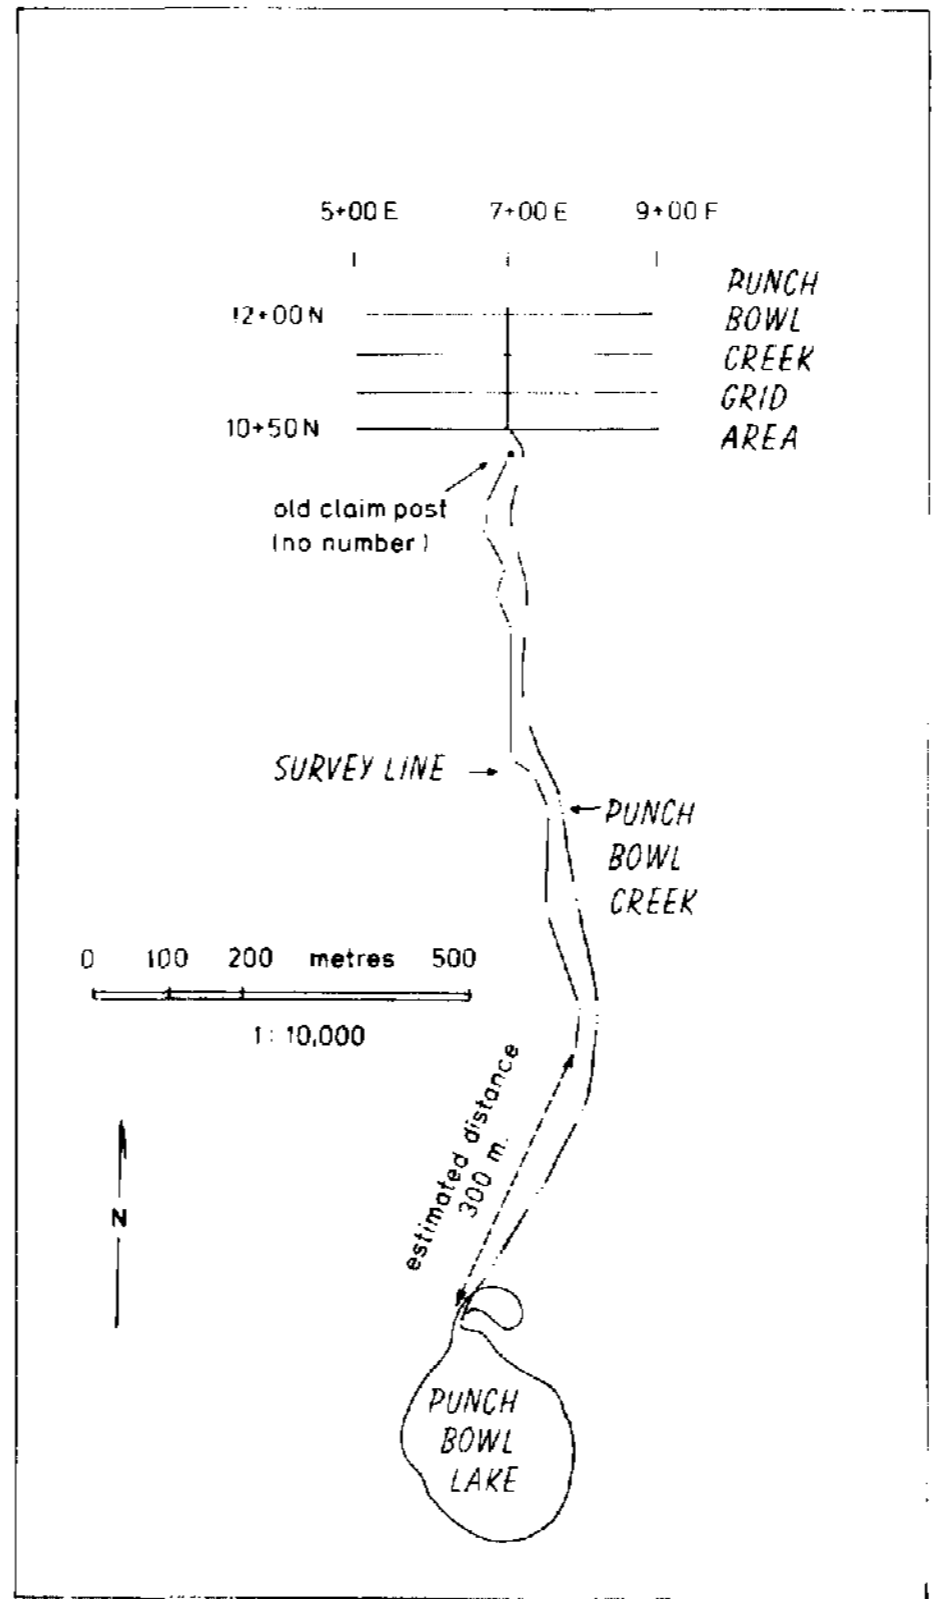 5+00 E 7+00 E 9+00 E
PUNCH
BOWL
CREEK
GRID
AREA
12+00 N
10+50 N
old claim post
(no number)
SURVEY LINE
PUNCH
BOWL
CREEK
0 100 200 metres 500
1: 10,000
estimated distance
300 m.
N
PUNCH
BOWL
LAKE